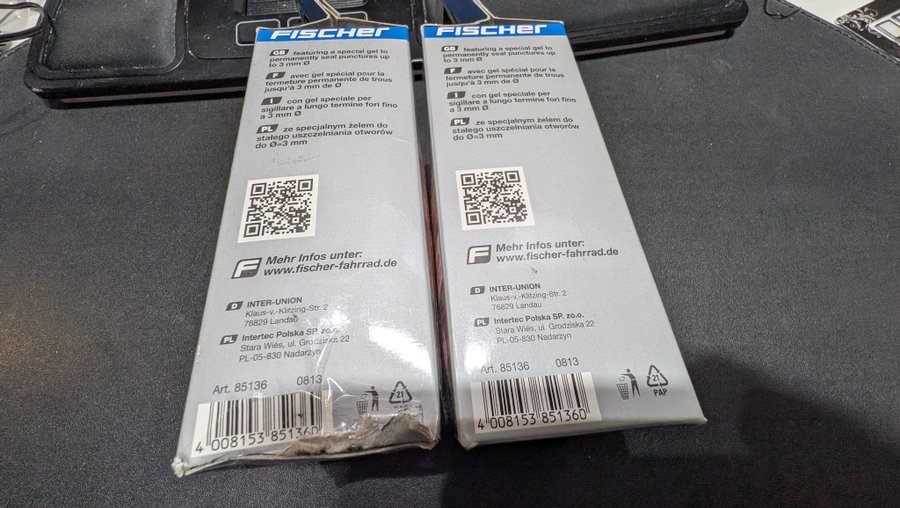 FISCHER
GB featuring a special gel to
permanently seal punctures up
to 3 mm Ø
F avec gel spécial pour la
fermeture permanente de trous
jusqu'à 3 mm de Ø
I con gel speciale per
sigillare a lungo termine fori fino
a 3 mm Ø
PL ze specjalnym żelem do
stałego uszczelniania otworów
do Ø=3 mm
F Mehr Infos unter:
www.fischer-fahrrad.de
D INTER-UNION
Klaus-v.-Klitzing-Str. 2
76829 Landau
PL Intertec Polska SP. zo.o.
Stara Wiés, ul. Grodziska 22
PL-05-830 Nadarzyn
Art. 85136 0813
21
PAP
4 008153 851360
FISCHER
GB featuring a special gel to
permanently seal punctures up
to 3 mm Ø
F avec gel spécial pour la
fermeture permanente de trous
jusqu'à 3 mm de Ø
I con gel speciale per
sigillare a lungo termine fori fino
a 3 mm Ø
PL ze specjalnym żelem do
stałego uszczelniania otworów
do Ø=3 mm
F Mehr Infos unter:
www.fischer-fahrrad.de
D INTER-UNION
Klaus-v.-Klitzing-Str. 2
76829 Landau
PL Intertec Polska SP. zo.o.
Stara Wiés, ul. Grodziska 22
PL-05-830 Nadarzyn
Art. 85136 0813
21
PAP
4 008153 851360